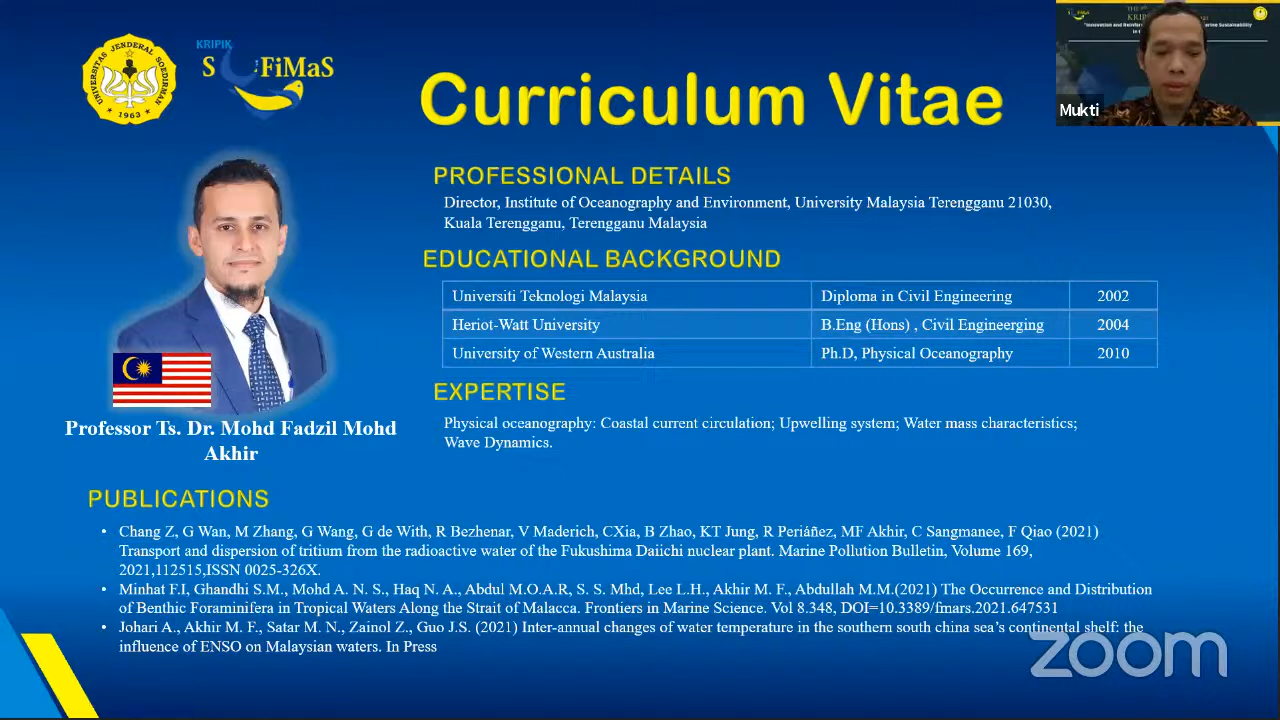 UNIVERSITAS JENDERAL SOEDIRMAN
1963
KRIPIK
S FiMaS
Curriculum Vitae
Mukti
PROFESSIONAL DETAILS
Director, Institute of Oceanography and Environment, University Malaysia Terengganu 21030,
Kuala Terengganu, Terengganu Malaysia
EDUCATIONAL BACKGROUND
Universiti Teknologi Malaysia Diploma in Civil Engineering 2002
Heriot-Watt University B.Eng (Hons) , Civil Engineerging 2004
University of Western Australia Ph.D, Physical Oceanography 2010
EXPERTISE
Physical oceanography: Coastal current circulation; Upwelling system; Water mass characteristics;
Wave Dynamics.
Professor Ts. Dr. Mohd Fadzil Mohd
Akhir
PUBLICATIONS
• Chang Z, G Wan, M Zhang, G Wang, G de With, R Bezhenar, V Maderich, CXia, B Zhao, KT Jung, R Periáñez, MF Akhir, C Sangmanee, F Qiao (2021)
Transport and dispersion of tritium from the radioactive water of the Fukushima Daiichi nuclear plant. Marine Pollution Bulletin, Volume 169,
2021,112515,ISSN 0025-326X.
• Minhat F.I, Ghandhi S.M., Mohd A. N. S., Haq N. A., Abdul M.O.A.R, S. S. Mhd, Lee L.H., Akhir M. F., Abdullah M.M.(2021) The Occurrence and Distribution
of Benthic Foraminifera in Tropical Waters Along the Strait of Malacca. Frontiers in Marine Science. Vol 8.348, DOI=10.3389/fmars.2021.647531
• Johari A., Akhir M. F., Satar M. N., Zainol Z., Guo J.S. (2021) Inter-annual changes of water temperature in the southern south china sea's continental shelf: the
influence of ENSO on Malaysian waters. In Press
zoom